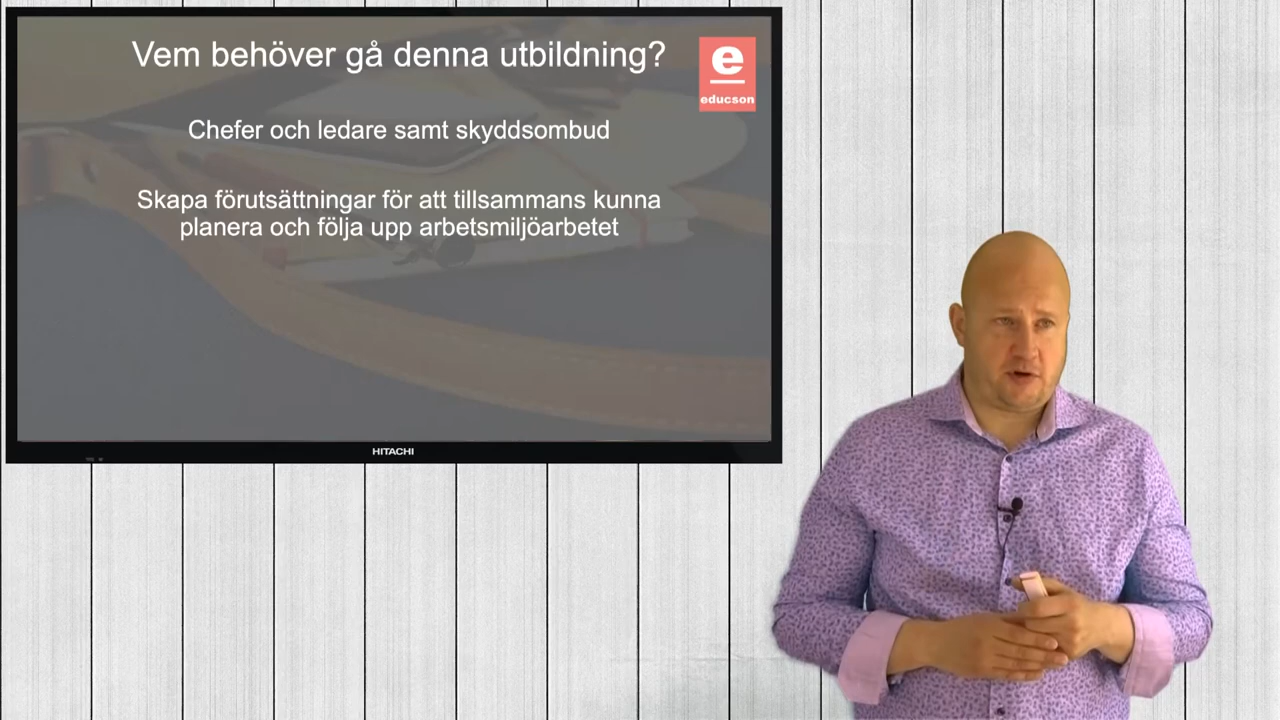 Vem behöver gå denna utbildning?
e
educson
Chefer och ledare samt skyddsombud
Skapa förutsättningar för att tillsammans kunna
planera och följa upp arbetsmiljöarbetet
HITACHI